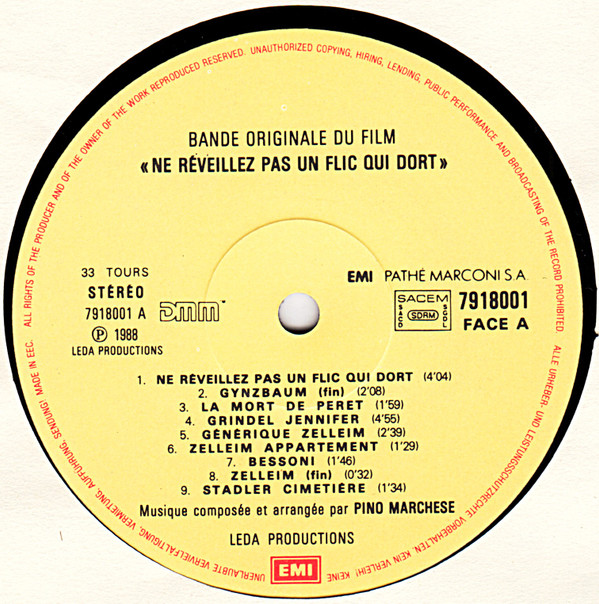 BANDE ORIGINALE DU FILM
« NE RÉVEILLEZ PAS UN FLIC QUI DORT »
33 TOURS
STÉRÉO
7918001 A
DMM
Ⓟ 1988
LEDA PRODUCTIONS
EMI PATHÉ MARCONI S.A.
SACEM
SACD
SDRM
SGDL
7918001
FACE A
1. NE RÉVEILLEZ PAS UN FLIC QUI DORT (4'04)
2. GYNZBAUM (fin) (2'08)
3. LA MORT DE PERET (1'59)
4. GRINDEL JENNIFER (4'55)
5. GÉNÉRIQUE ZELLEIM (2'39)
6. ZELLEIM APPARTEMENT (1'29)
7. BESSONI (1'46)
8. ZELLEIM (fin) (0'32)
9. STADLER CIMETIÈRE (1'34)
Musique composée et arrangée par PINO MARCHESE
LEDA PRODUCTIONS
EMI
MADE IN EEC. ALL RIGHTS OF THE PRODUCER AND OF THE OWNER OF THE WORK REPRODUCED RESERVED. UNAUTHORIZED COPYING, HIRING, LENDING, PUBLIC PERFORMANCE AND BROADCASTING OF THE RECORD PROHIBITED. ALLE URHEBER- UND LEISTUNGSSCHUTZRECHTE VORBEHALTEN. KEIN VERLEIH! KEINE UNERLAUBTE VERVIELFÄLTIGUNG, VERMIETUNG, AUFFÜHRUNG, SENDUNG!